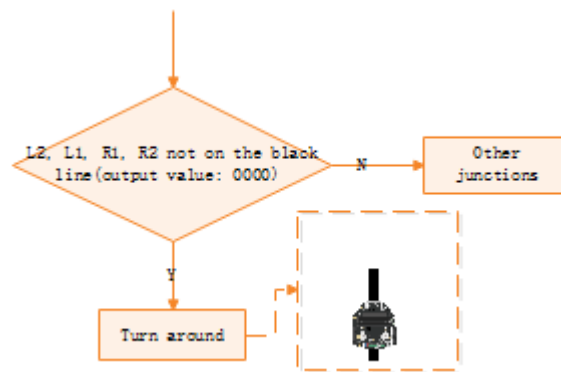 L2, L1, R1, R2 not on the black
line(output value: 0000)
N
Other
junctions
Y
Turn around